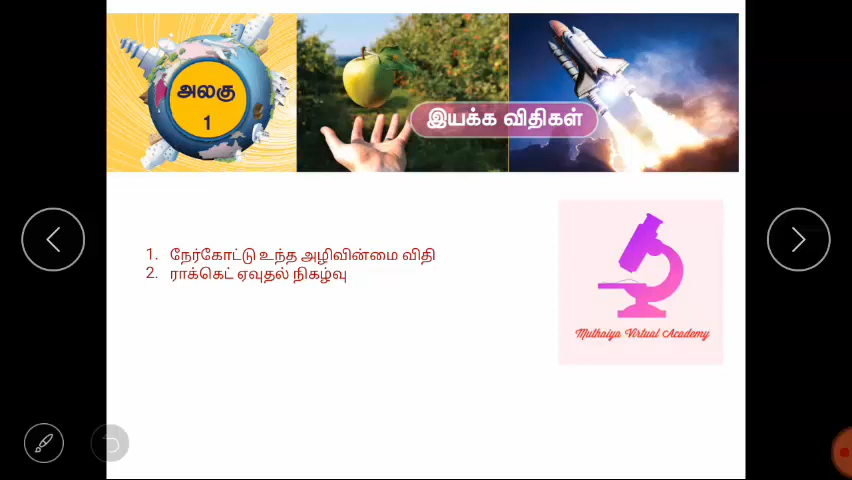 அலகு
1
இயக்க விதிகள்
1. நேர்கோட்டு உந்த அழிவின்மை விதி
2. ராக்கெட் ஏவுதல் நிகழ்வு
Muthaiya Virtual Academy